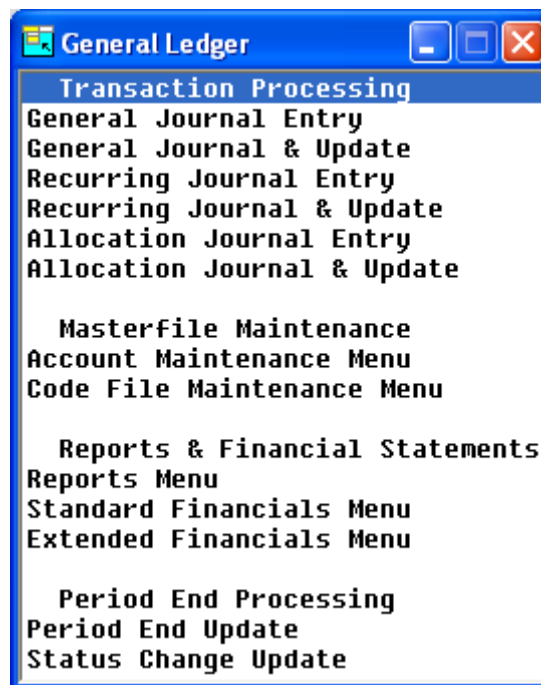 General Ledger
Transaction Processing
General Journal Entry
General Journal & Update
Recurring Journal Entry
Recurring Journal & Update
Allocation Journal Entry
Allocation Journal & Update
Masterfile Maintenance
Account Maintenance Menu
Code File Maintenance Menu
Reports & Financial Statements
Reports Menu
Standard Financials Menu
Extended Financials Menu
Period End Processing
Period End Update
Status Change Update